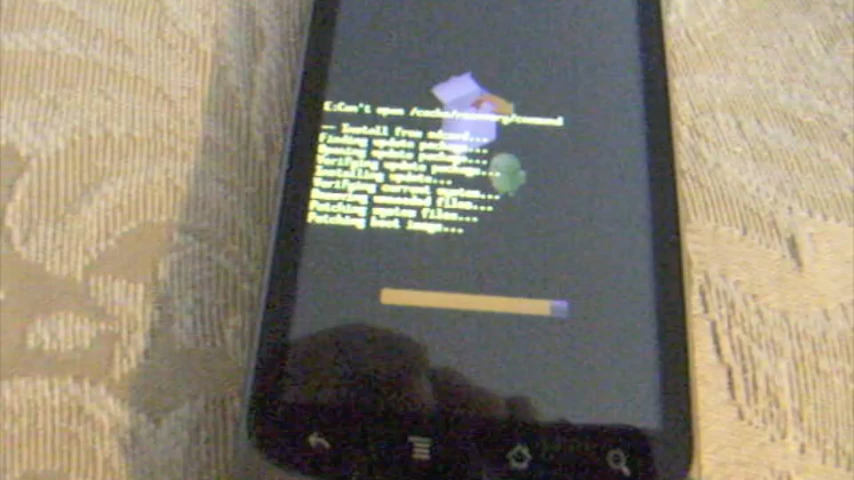 E:Can't open /cache/recovery/command
-- Install from sdcard...
Finding update package...
Opening update package...
Verifying update package...
Installing update...
Verifying current system...
Removing unneeded files...
Patching system files...
Patching boot image...